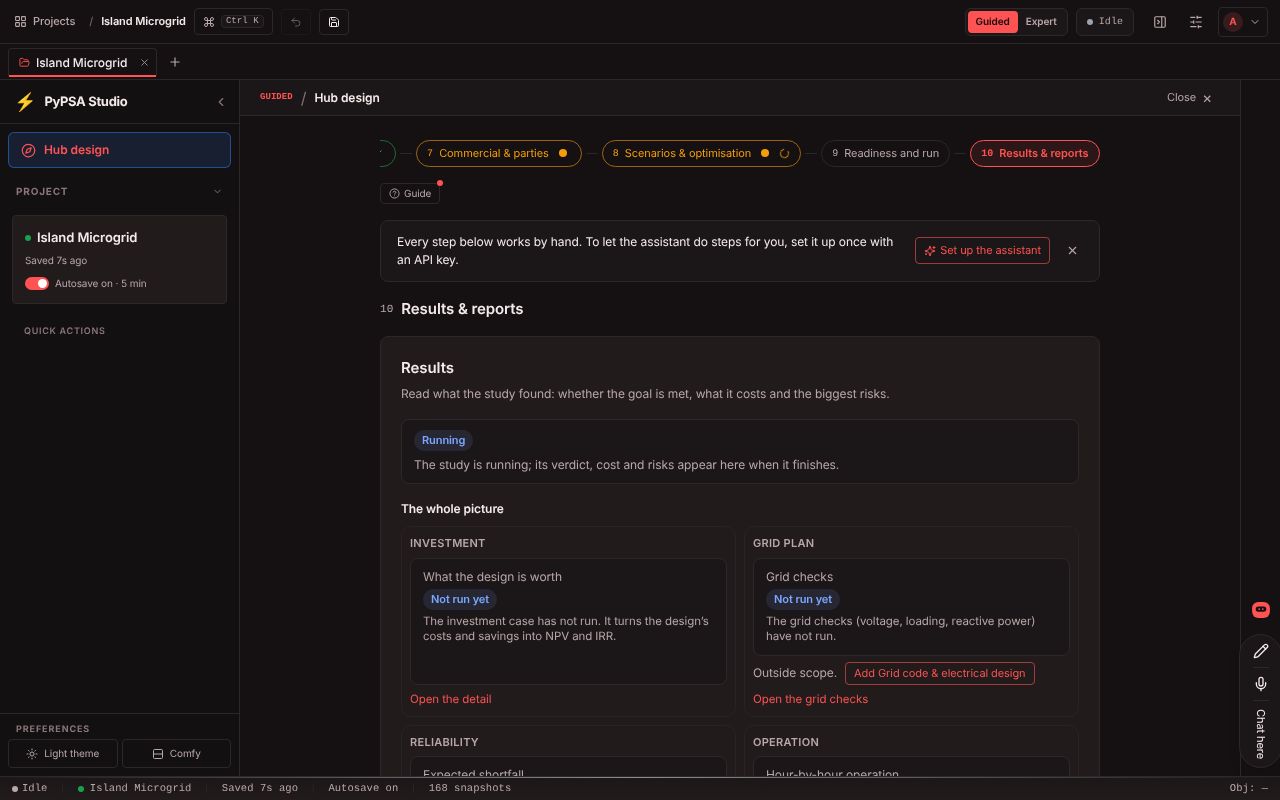 Projects / Island Microgrid Ctrl K Guided Expert Idle A
Island Microgrid
PyPSA Studio
GUIDED / Hub design Close
Hub design
7 Commercial & parties
8 Scenarios & optimisation
9 Readiness and run
10 Results & reports
PROJECT
Guide
Island Microgrid
Saved 7s ago
Autosave on · 5 min
QUICK ACTIONS
Every step below works by hand. To let the assistant do steps for you, set it up once with
an API key.
Set up the assistant
10 Results & reports
Results
Read what the study found: whether the goal is met, what it costs and the biggest risks.
Running
The study is running; its verdict, cost and risks appear here when it finishes.
The whole picture
INVESTMENT
What the design is worth
Not run yet
The investment case has not run. It turns the design's
costs and savings into NPV and IRR.
Open the detail
GRID PLAN
Grid checks
Not run yet
The grid checks (voltage, loading, reactive power)
have not run.
Outside scope. Add Grid code & electrical design
Open the grid checks
RELIABILITY
Expected shortfall
OPERATION
Hour-by-hour operation
Chat here
PREFERENCES
Light theme
Comfy
Idle Island Microgrid Saved 7s ago Autosave on 168 snapshots Obj: —